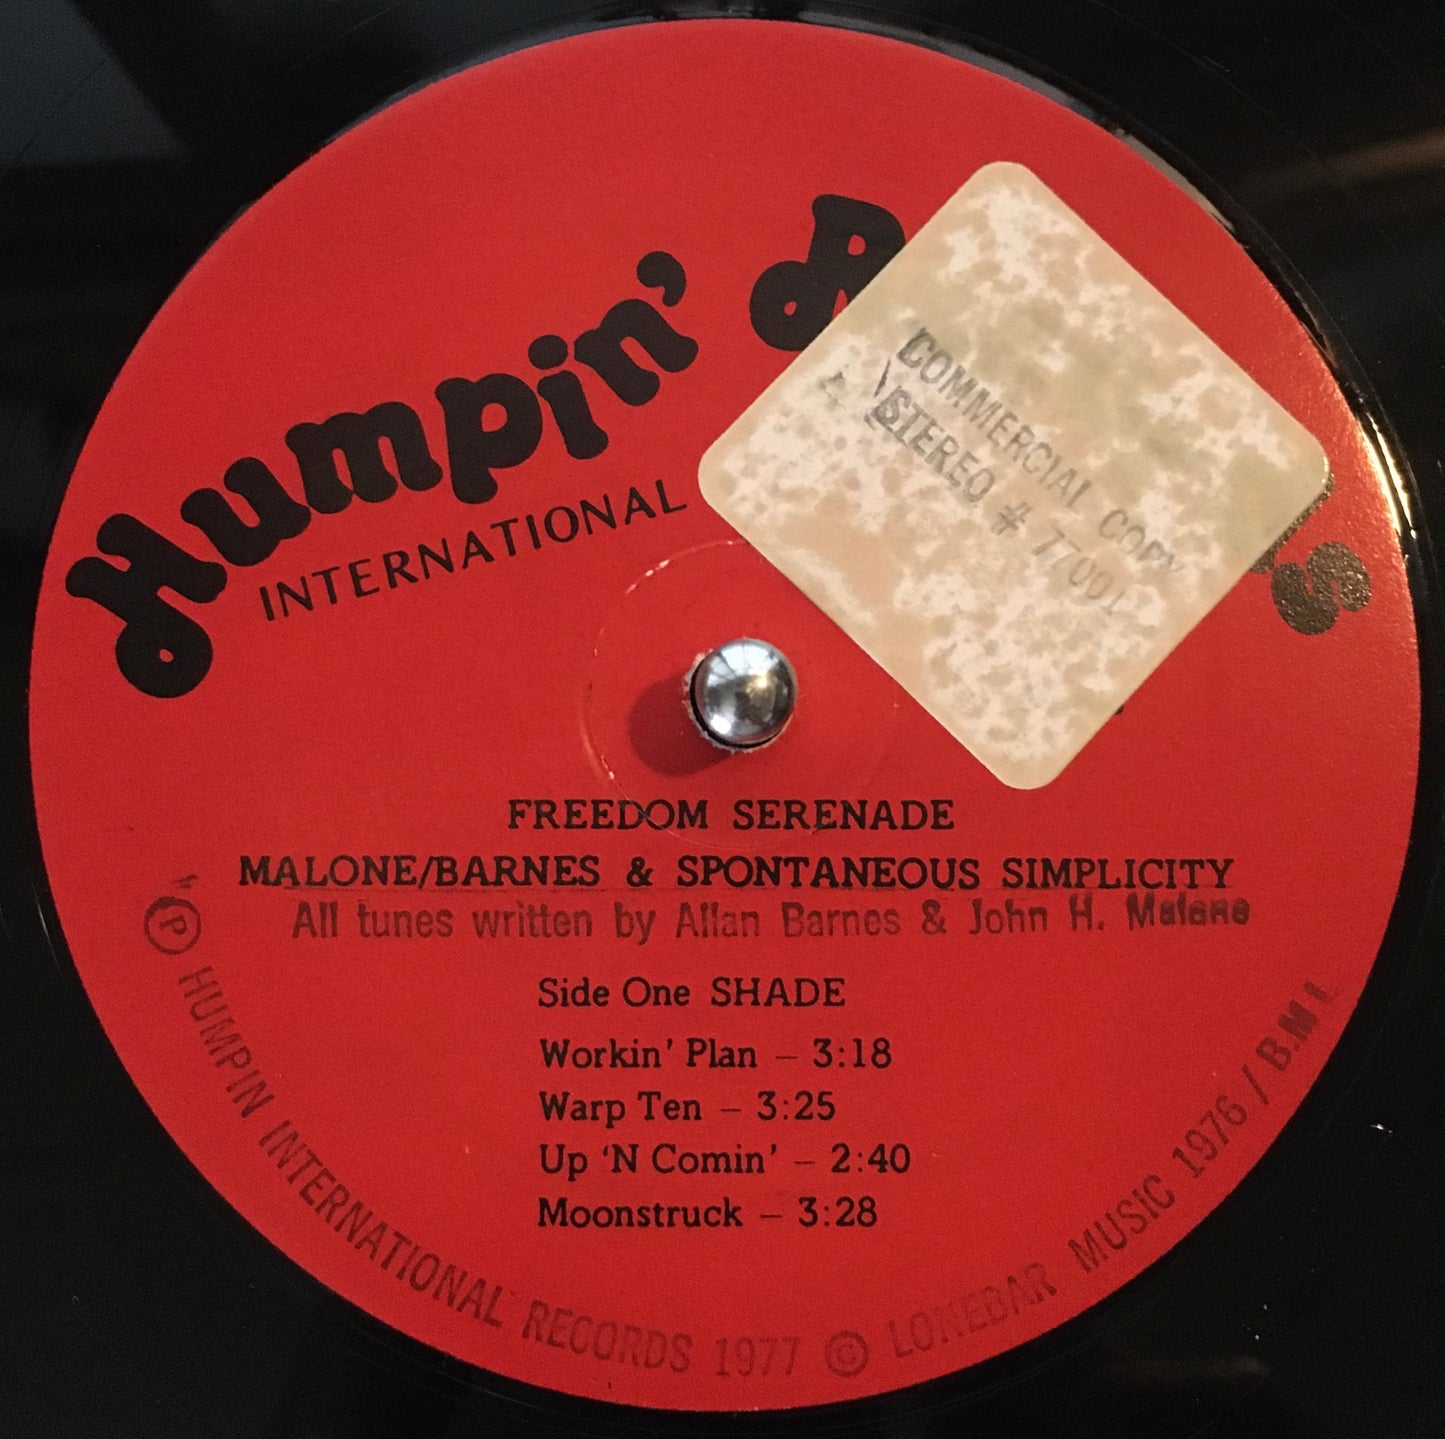 Humpin'
INTERNATIONAL
COMMERCIAL COPY
STEREO # 77001
FREEDOM SERENADE
MALONE/BARNES & SPONTANEOUS SIMPLICITY
All tunes written by Allan Barnes & John H. Malone
Side One SHADE
Workin' Plan – 3:18
Warp Ten – 3:25
Up 'N Comin' – 2:40
Moonstruck – 3:28
Ⓟ HUMPIN INTERNATIONAL RECORDS 1977 © LONEBAR MUSIC 1976 / B.M.I.